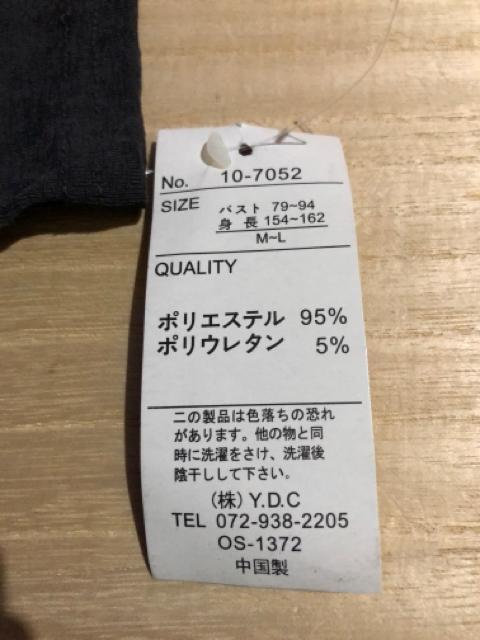 No. 10-7052
SIZE バスト 79~94
身長 154~162
M~L
QUALITY
ポリエステル 95%
ポリウレタン 5%
二の製品は色落ちの恐れ
があります。他の物と同
時に洗濯をさけ、洗濯後
陰干しして下さい。
(株) Y.D.C
TEL 072-938-2205
OS-1372
中国製